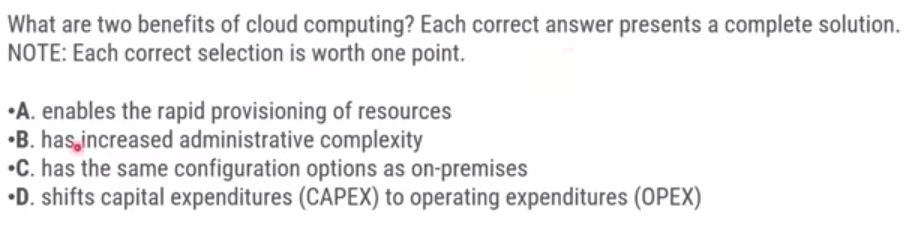 What are two benefits of cloud computing? Each correct answer presents a complete solution.
NOTE: Each correct selection is worth one point.
•A. enables the rapid provisioning of resources
•B. has increased administrative complexity
•C. has the same configuration options as on-premises
•D. shifts capital expenditures (CAPEX) to operating expenditures (OPEX)